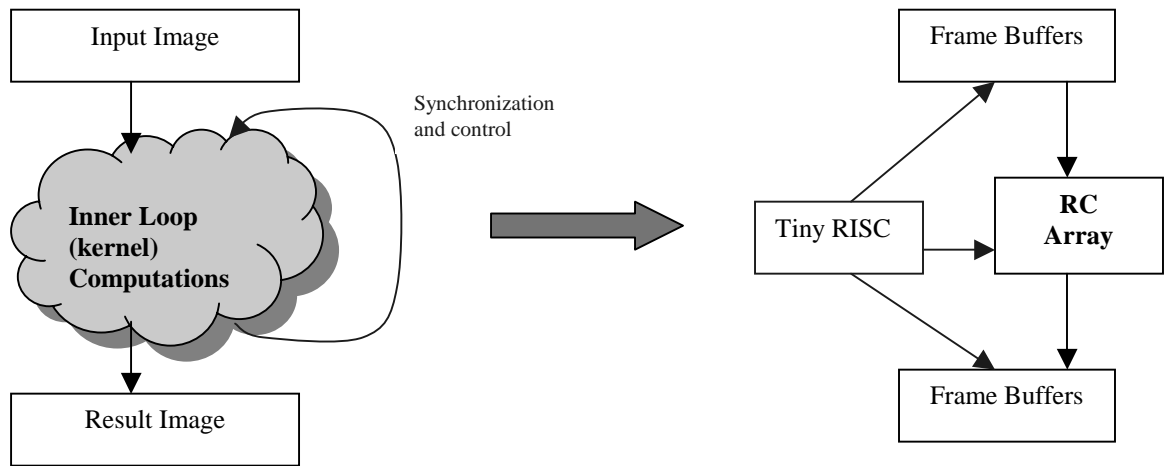 Input Image
Synchronization
and control
Inner Loop
(kernel)
Computations
Result Image
Frame Buffers
Tiny RISC
RC
Array
Frame Buffers